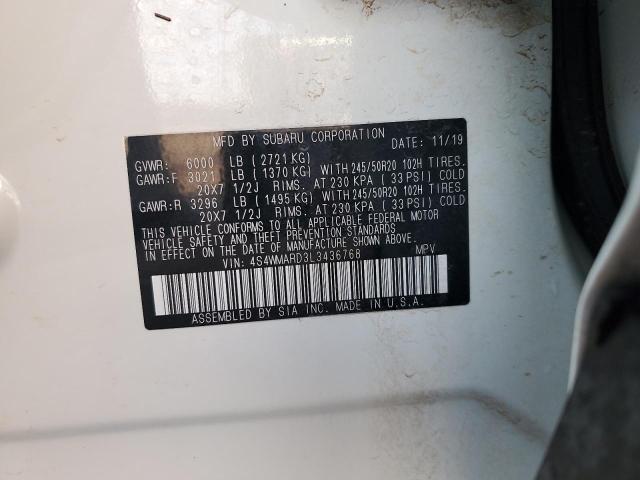 MFD BY SUBARU CORPORATION DATE: 11/19
GVWR: 6000 LB (2721 KG)
GAWR:F 3021 LB (1370 KG) WITH 245/50R20 102H TIRES.
20X7 1/2J RIMS. AT 230 KPA (33 PSI) COLD
GAWR:R 3296 LB (1495 KG) WITH 245/50R20 102H TIRES.
20X7 1/2J RIMS. AT 230 KPA (33 PSI) COLD
THIS VEHICLE CONFORMS TO ALL APPLICABLE FEDERAL MOTOR
VEHICLE SAFETY AND THEFT PREVENTION STANDARDS
IN EFFECT ON THE DATE OF MANUFACTURE SHOWN ABOVE.
VIN: 4S4WMARD3L3436768 MPV
ASSEMBLED BY SIA INC. MADE IN U.S.A.